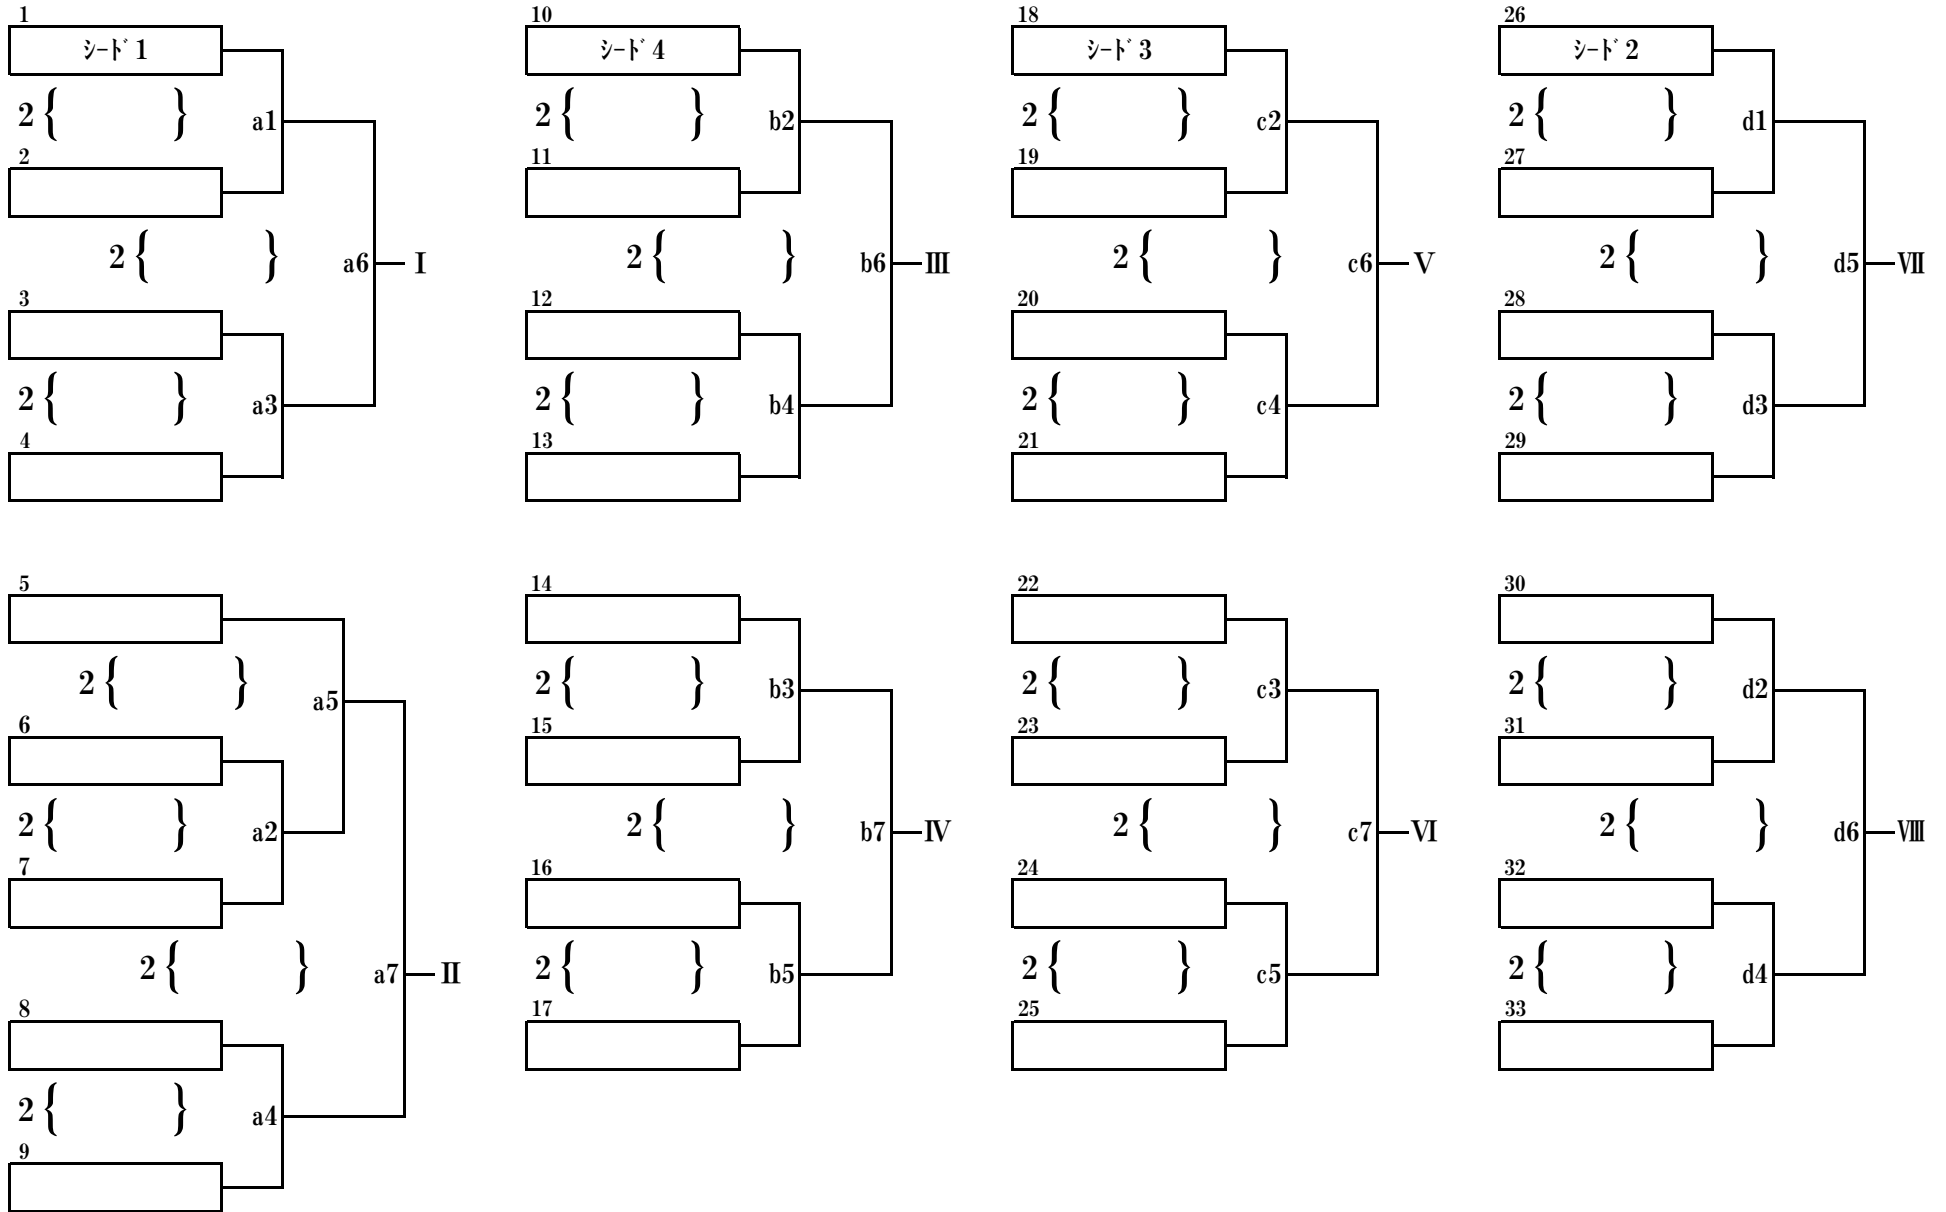 1 10 18 26
ｼｰﾄﾞ1 ｼｰﾄﾞ4 ｼｰﾄﾞ3 ｼｰﾄﾞ2
2 { } a1 2 { } b2 2 { } c2 2 { } d1
2 11 19 27
2 { } a6 Ⅰ 2 { } b6 Ⅲ 2 { } c6 Ⅴ 2 { } d5 Ⅶ
3 12 20 28
2 { } a3 2 { } b4 2 { } c4 2 { } d3
4 13 21 29
5 14 22 30
2 { } a5 2 { } b3 2 { } c3 2 { } d2
6 15 23 31
2 { } a2 2 { } b7 Ⅳ 2 { } c7 Ⅵ 2 { } d6 Ⅷ
7 16 24 32
2 { } a7 Ⅱ 2 { } b5 2 { } c5 2 { } d4
8 17 25 33
2 { } a4
9